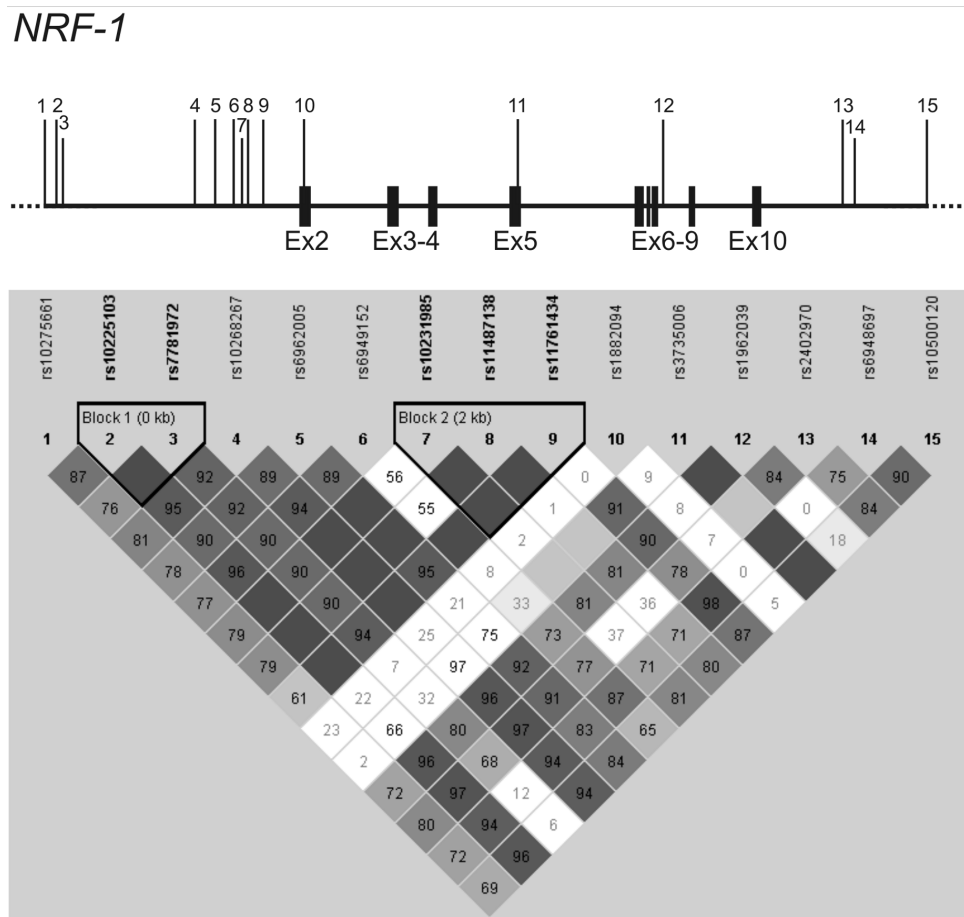 NRF-1
1 2 4 5 6 8 9 10 11 12 13 15
3 7 14
Ex2 Ex3-4 Ex5 Ex6-9 Ex10
rs10275661
rs10225103
rs7781972
rs10268267
rs6962005
rs6949152
rs10231985
rs11487138
rs11761434
rs1882094
rs3735006
rs1962039
rs2402970
rs6948697
rs10500120
Block 1 (0 kb) Block 2 (2 kb)
1 2 3 4 5 6 7 8 9 10 11 12 13 14 15
87 92 89 89 56 0 9 84 75 90
76 95 92 94 55 1 91 8 0 84
81 90 90 2 90 7 18
78 96 90 95 8 81 78 0
77 90 21 33 81 36 98 5
79 94 25 75 73 37 71 87
79 7 97 92 77 71 80
61 22 32 96 91 87 81
23 66 80 97 83 65
2 96 68 94 84
72 97 12 94
80 94 6
72 96
69